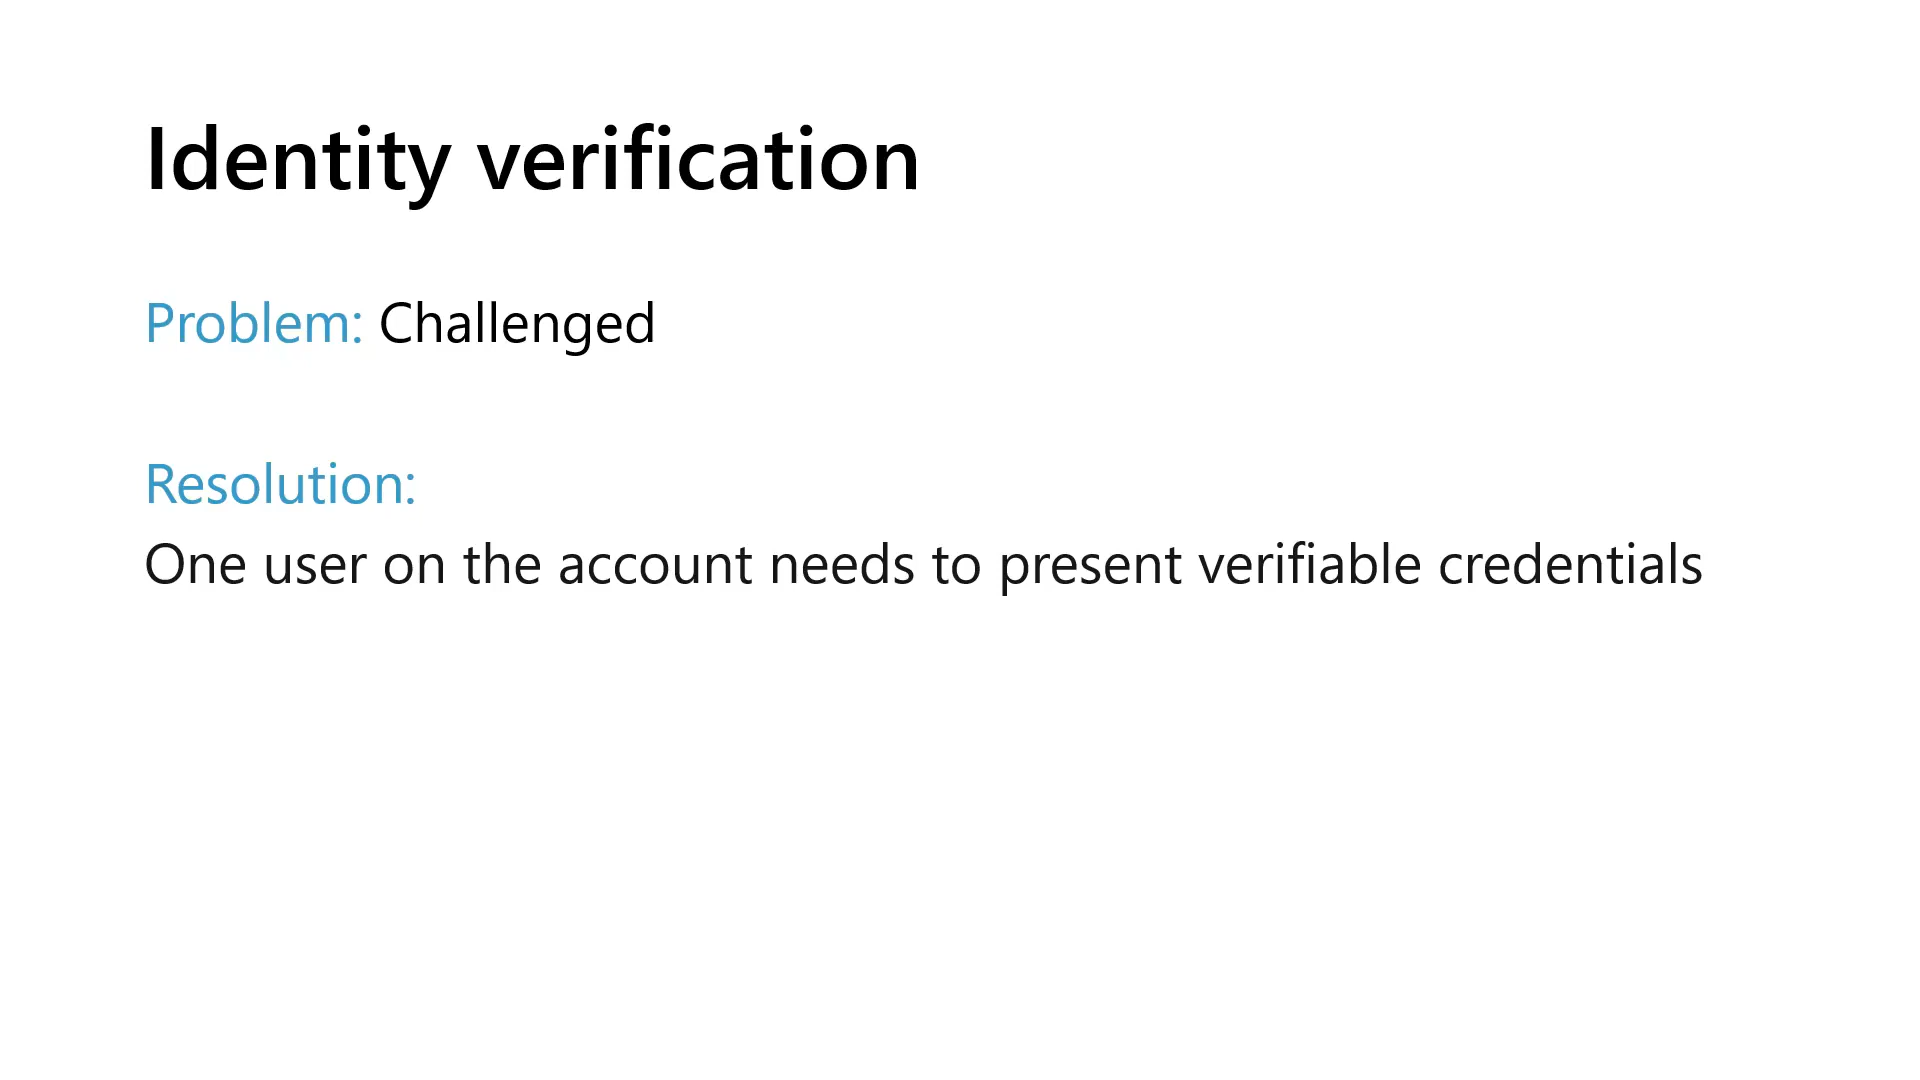 Identity verification
Problem: Challenged
Resolution:
One user on the account needs to present verifiable credentials